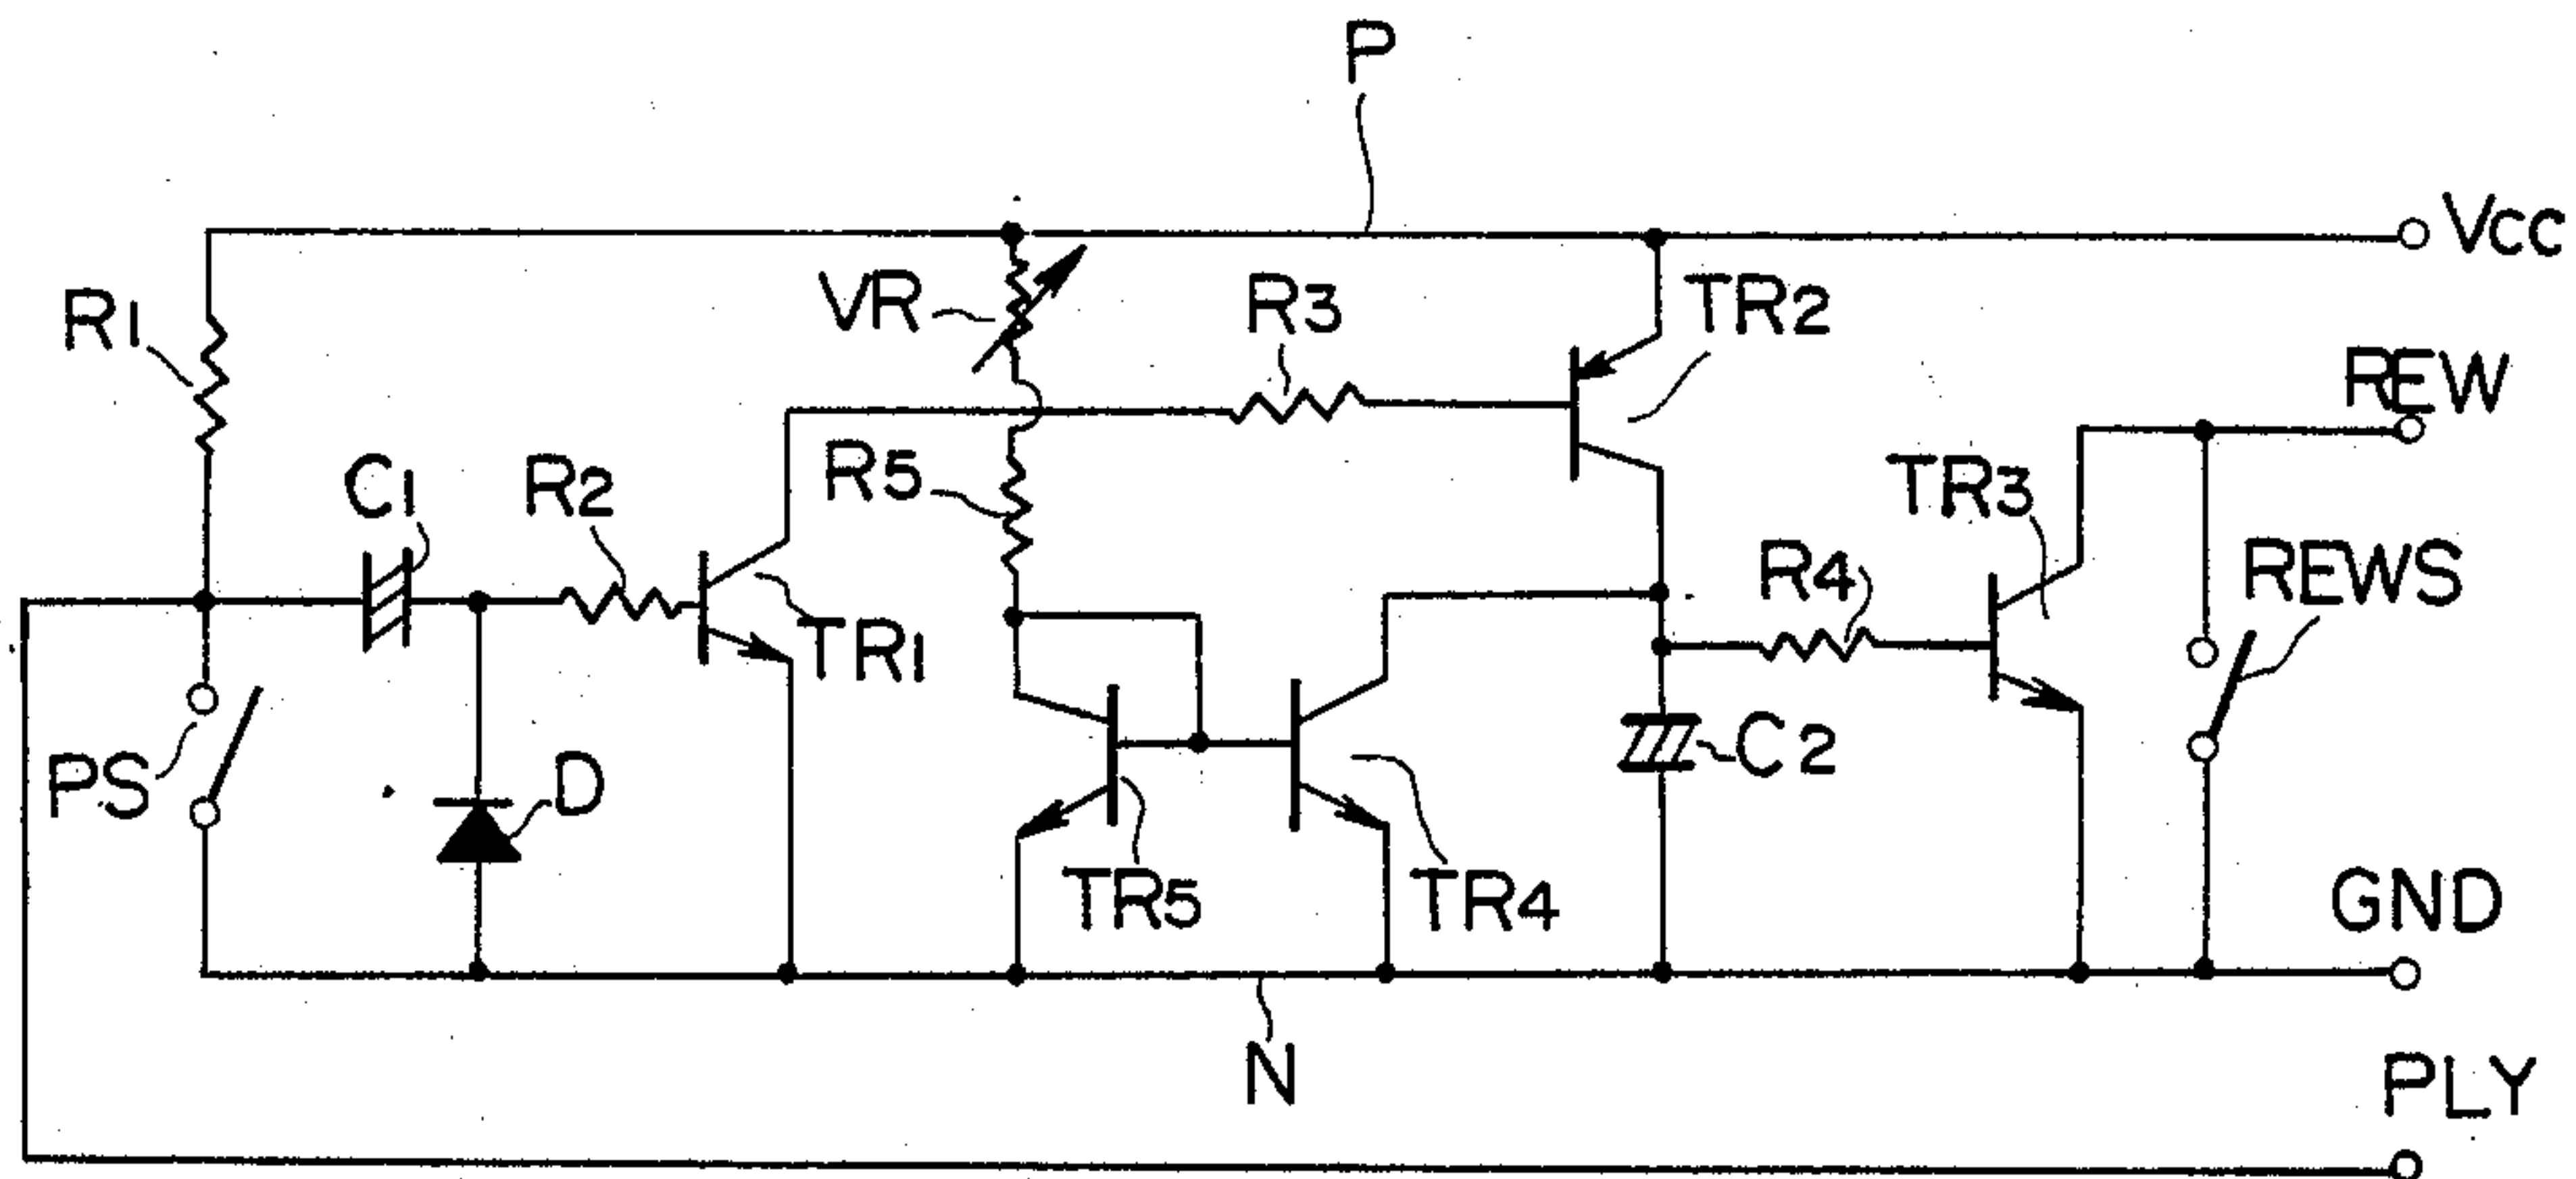 P
Vcc
R1
VR
R3
TR2
REW
C1
R2
R5
TR3
R4
REWS
TR1
PS
D
C2
TR5
TR4
GND
N
PLY